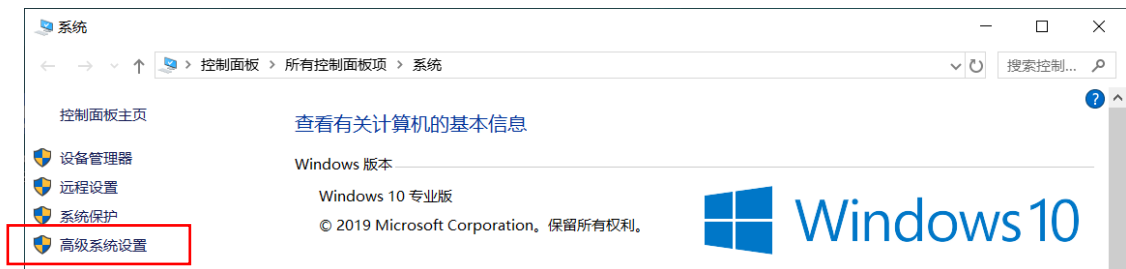 系统
控制面板 > 所有控制面板项 > 系统
搜索控制...
控制面板主页
设备管理器
远程设置
系统保护
高级系统设置
查看有关计算机的基本信息
Windows 版本
Windows 10 专业版
© 2019 Microsoft Corporation。保留所有权利。
Windows 10